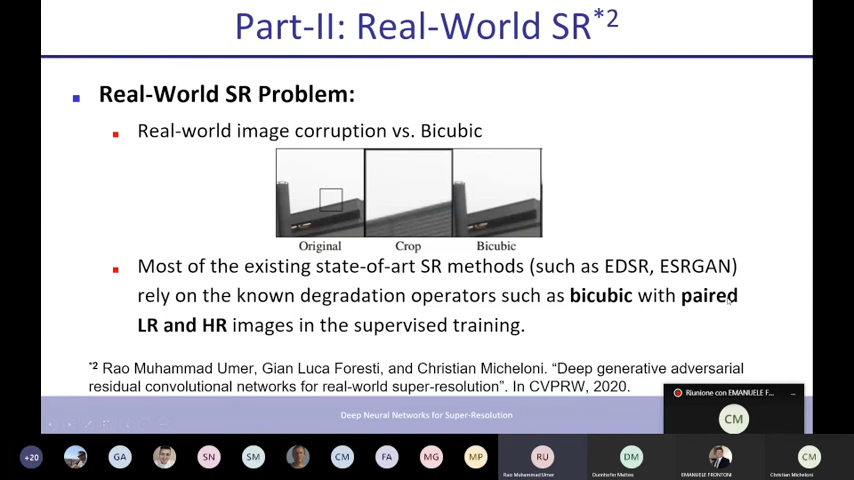 Part-II: Real-World SR*2
Real-World SR Problem:
Real-world image corruption vs. Bicubic
Original Crop Bicubic
Most of the existing state-of-art SR methods (such as EDSR, ESRGAN)
rely on the known degradation operators such as bicubic with paired
LR and HR images in the supervised training.
*2 Rao Muhammad Umer, Gian Luca Foresti, and Christian Micheloni. “Deep generative adversarial
residual convolutional networks for real-world super-resolution”. In CVPRW, 2020.
Riunione con EMANUELE F...
CM
Deep Neural Networks for Super-Resolution
+20 GA SN SM CM FA MG MP RU DM CM
Rao Muhammad Umer Dunnhofer Matteo EMANUELE FRONTONI Christian Micheloni